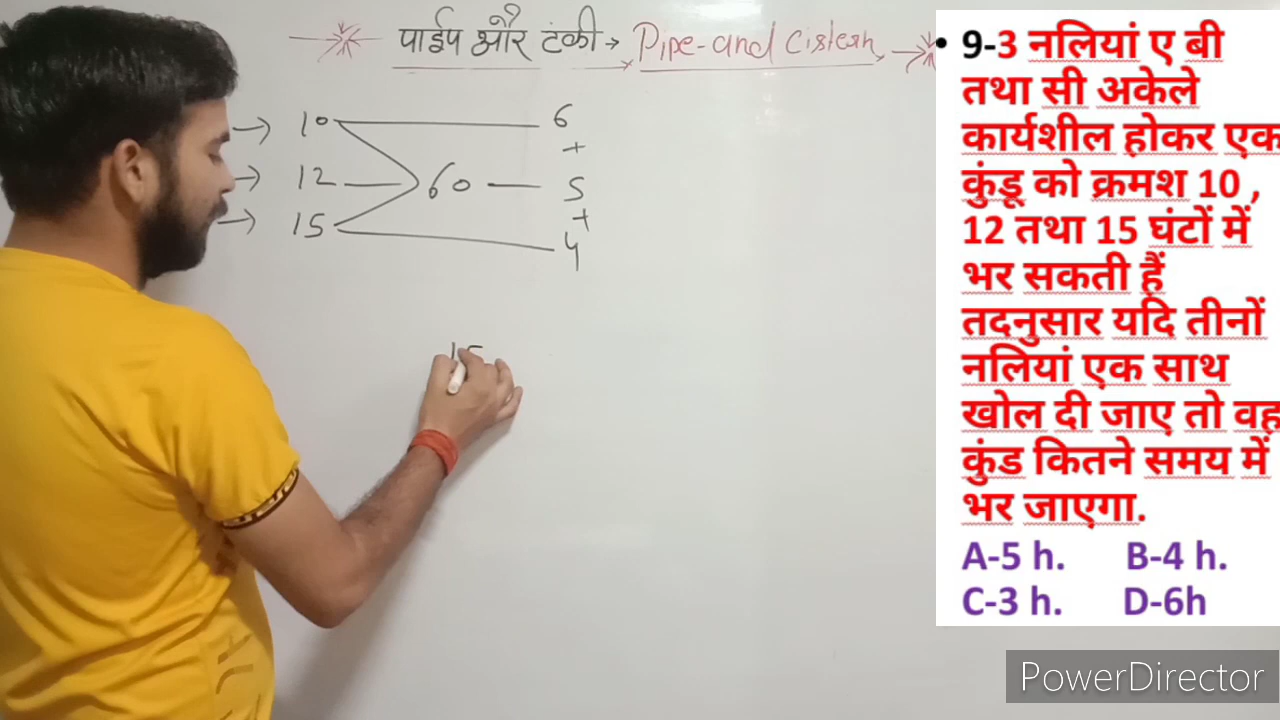 पाईप और टंकी → Pipe-and Cistern
→ 10 6
+
→ 12 60 5
+
→ 15 4
15
• 9-3 नलियां ए बी
तथा सी अकेले
कार्यशील होकर एक
कुंडू को क्रमश 10 ,
12 तथा 15 घंटों में
भर सकती हैं
तदनुसार यदि तीनों
नलियां एक साथ
खोल दी जाए तो वह
कुंड कितने समय में
भर जाएगा.
A-5 h. B-4 h.
C-3 h. D-6h
PowerDirector